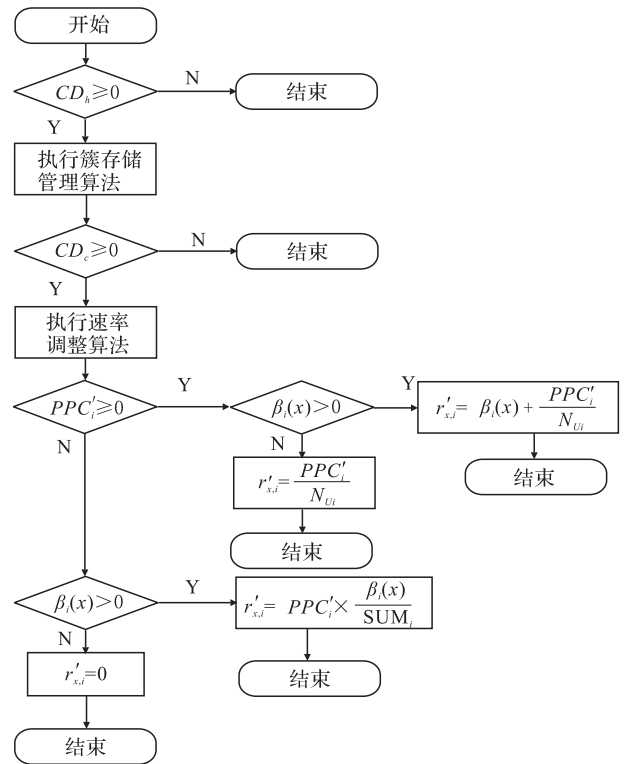 开始
CD_h≥0
N
结束
Y
执行簇存储
管理算法
CD_c≥0
N
结束
Y
执行速率
调整算法
PPC'_i≥0
Y
β_i(x)>0
Y
r'_{x,i}= β_i(x)+ PPC'_i/N_{Ui}
结束
N
N
r'_{x,i}= PPC'_i/N_{Ui}
结束
β_i(x)>0
Y
r'_{x,i}= PPC'_i× β_i(x)/SUM_i
结束
N
r'_{x,i}=0
结束